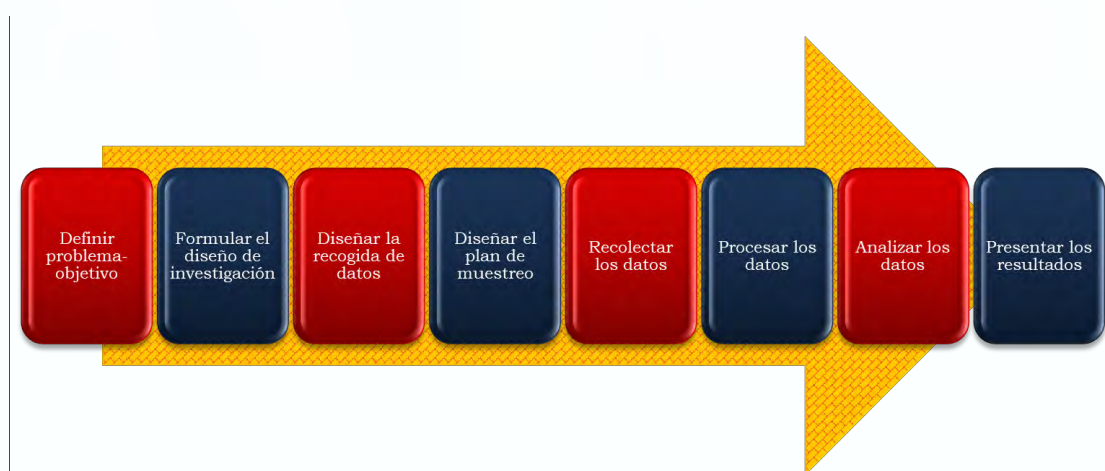 Definir
problema-
objetivo
Formular el
diseño de
investigación
Diseñar la
recogida de
datos
Diseñar el
plan de
muestreo
Recolectar
los datos
Procesar los
datos
Analizar los
datos
Presentar los
resultados